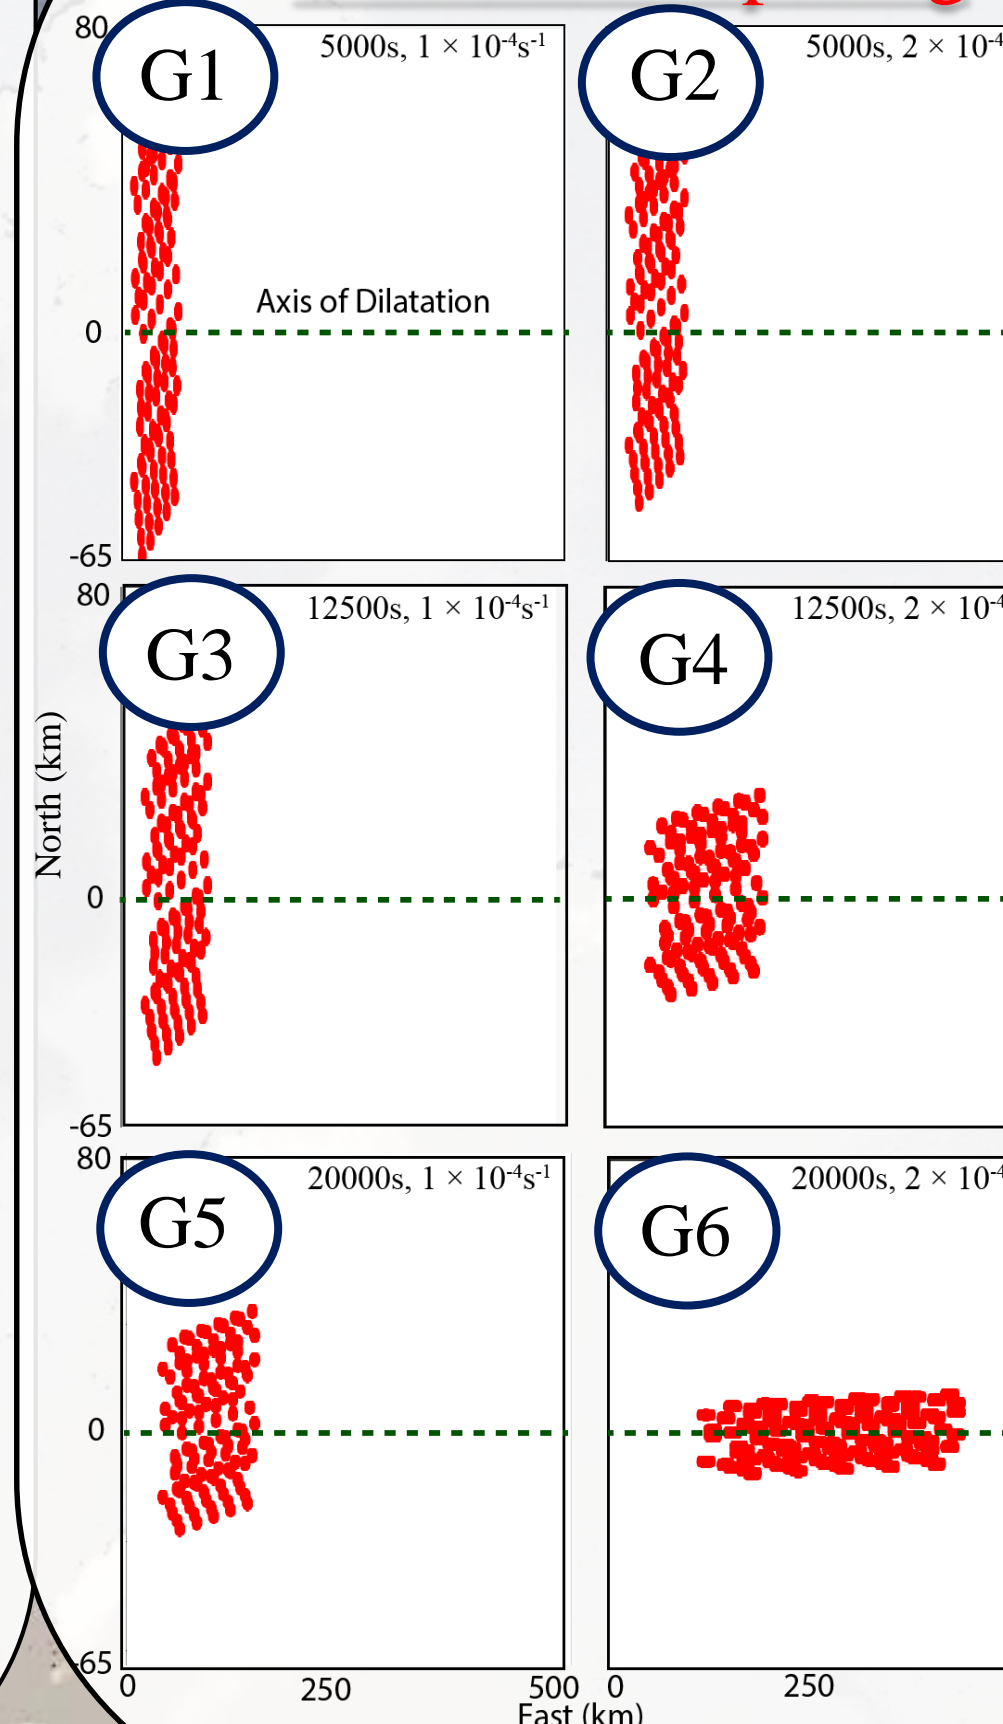 80
G1
5000s, 1 × 10-4s-1
G2
5000s, 2 × 10-4
Axis of Dilatation
0
-65
80
G3
12500s, 1 × 10-4s-1
G4
12500s, 2 × 10-4
North (km)
0
-65
80
G5
20000s, 1 × 10-4s-1
G6
20000s, 2 × 10-4
0
-65
0 250 500 0 250
East (km)